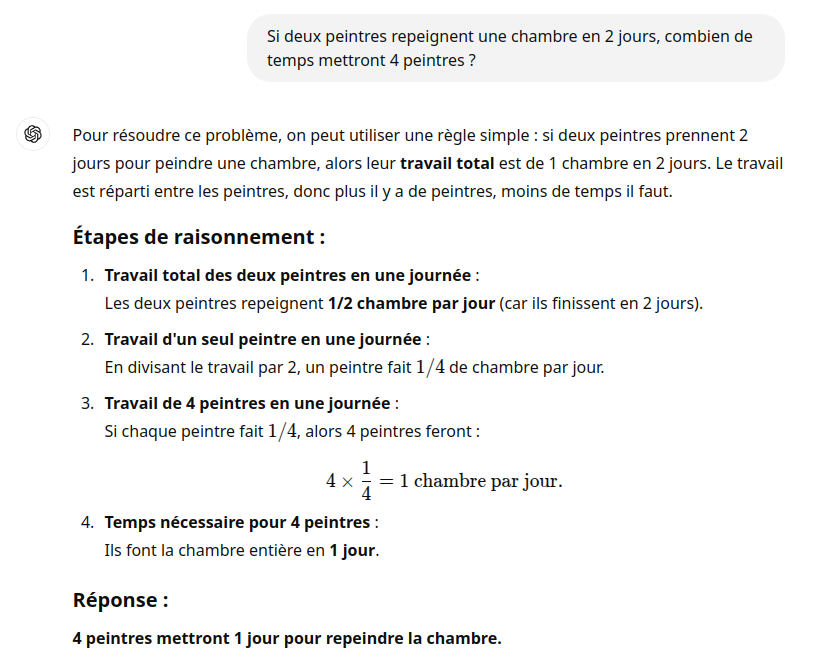 Si deux peintres repeignent une chambre en 2 jours, combien de
temps mettront 4 peintres ?
Pour résoudre ce problème, on peut utiliser une règle simple : si deux peintres prennent 2
jours pour peindre une chambre, alors leur travail total est de 1 chambre en 2 jours. Le travail
est réparti entre les peintres, donc plus il y a de peintres, moins de temps il faut.
Étapes de raisonnement :
1. Travail total des deux peintres en une journée :
Les deux peintres repeignent 1/2 chambre par jour (car ils finissent en 2 jours).
2. Travail d'un seul peintre en une journée :
En divisant le travail par 2, un peintre fait 1/4 de chambre par jour.
3. Travail de 4 peintres en une journée :
Si chaque peintre fait 1/4, alors 4 peintres feront :
4 × 1/4 = 1 chambre par jour.
4. Temps nécessaire pour 4 peintres :
Ils font la chambre entière en 1 jour.
Réponse :
4 peintres mettront 1 jour pour repeindre la chambre.